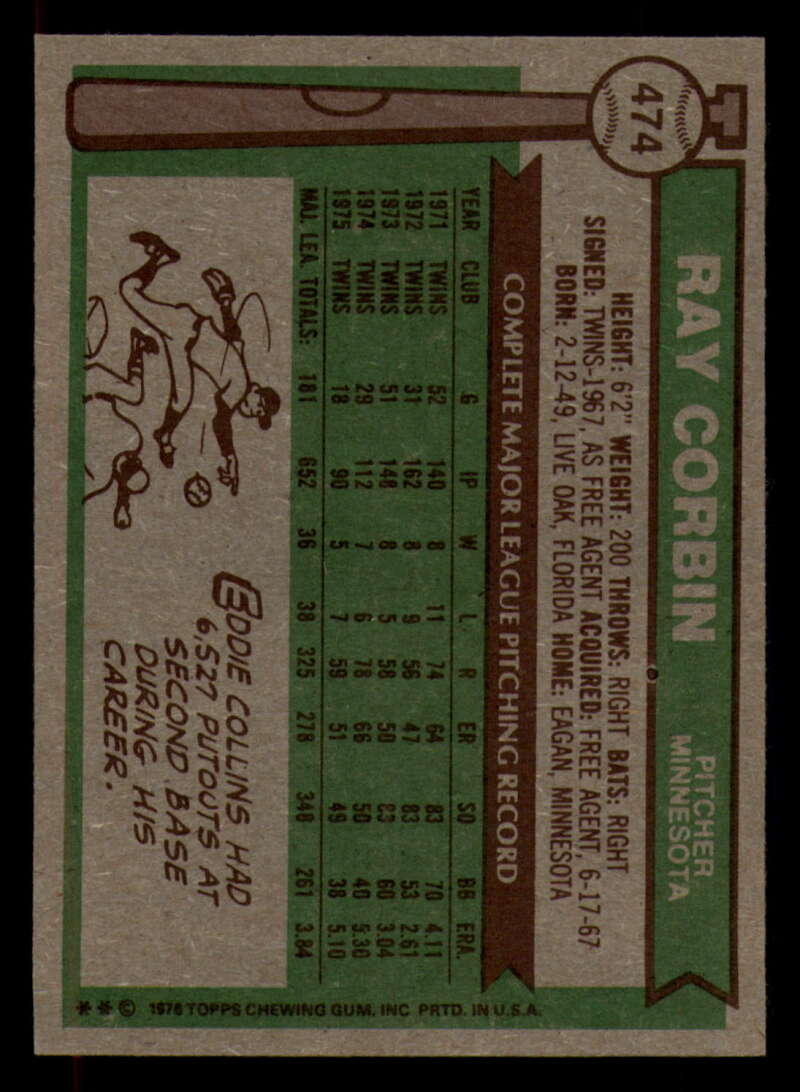 474
RAY CORBIN
PITCHER
MINNESOTA
HEIGHT: 6'2" WEIGHT: 200 THROWS: RIGHT BATS: RIGHT
SIGNED: TWINS-1967, AS FREE AGENT ACQUIRED: FREE AGENT, 6-17-67
BORN: 2-12-49, LIVE OAK, FLORIDA HOME: EAGAN, MINNESOTA
COMPLETE MAJOR LEAGUE PITCHING RECORD
YEAR CLUB G IP W L R ER SO BB ERA.
1971 TWINS 52 140 8 11 74 64 83 70 4.11
1972 TWINS 31 162 8 9 56 47 83 53 2.61
1973 TWINS 51 148 8 5 58 50 83 60 3.04
1974 TWINS 29 112 7 6 78 66 50 40 5.30
1975 TWINS 18 90 5 7 59 51 49 38 5.10
MAJ. LEA. TOTALS: 181 652 36 38 325 278 348 261 3.84
EDDIE COLLINS HAD
6,527 PUTOUTS AT
SECOND BASE
DURING HIS
CAREER.
** © 1976 TOPPS CHEWING GUM, INC PRTD. IN U.S.A.